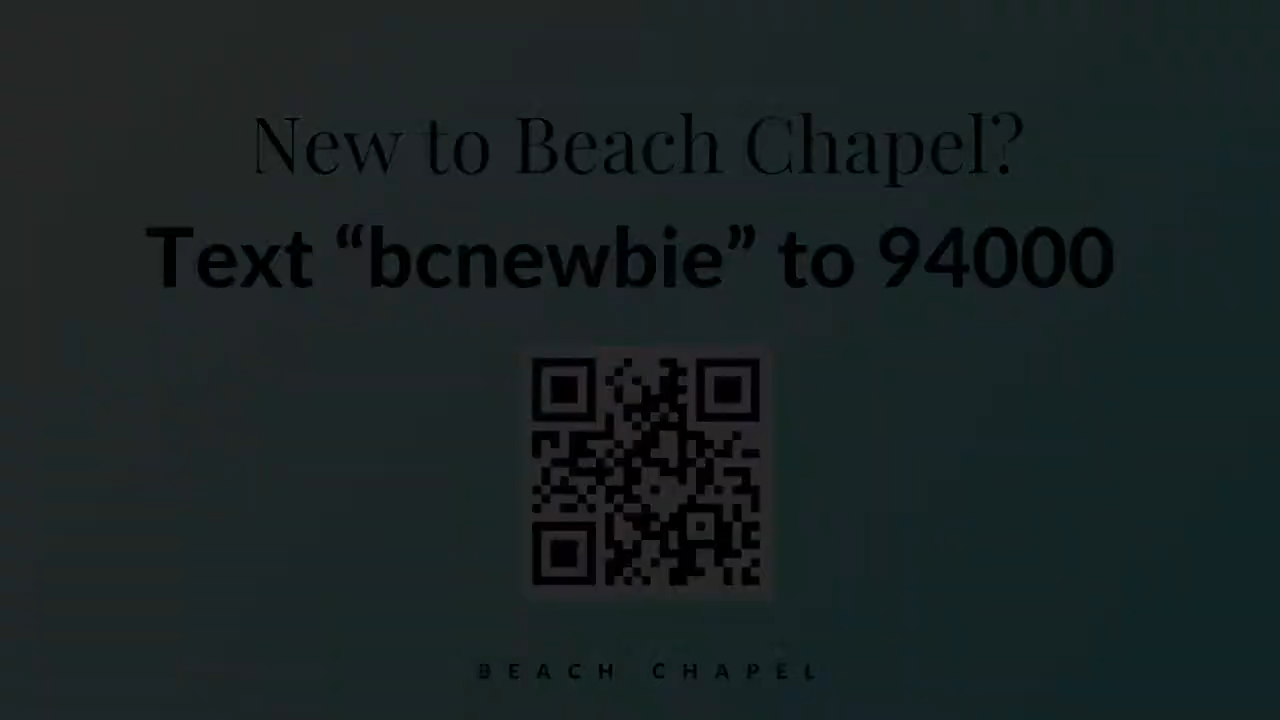 New to Beach Chapel?
Text “bcnewbie” to 94000
BEACH CHAPEL